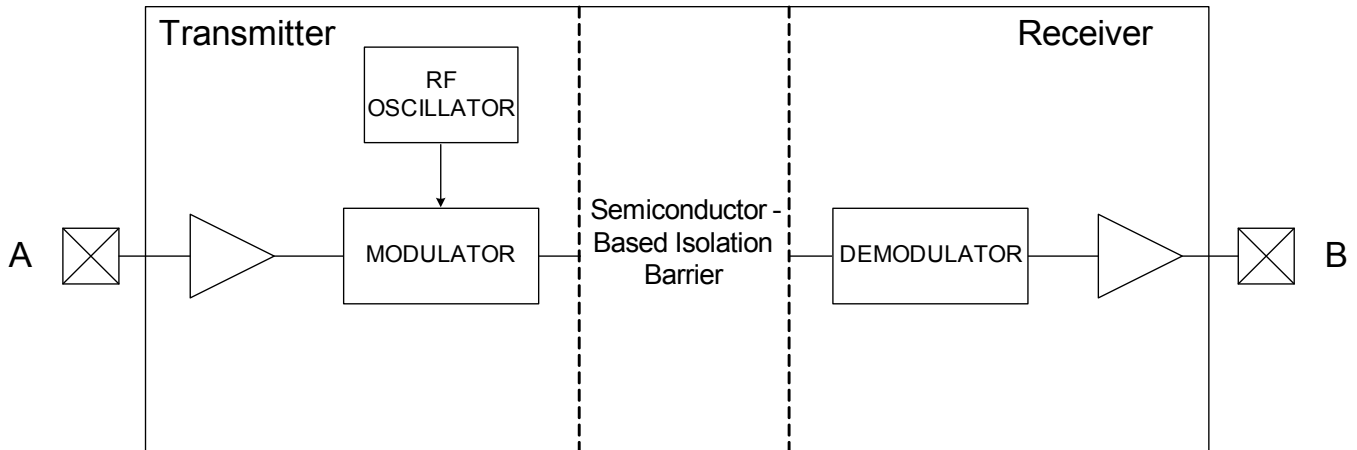 Transmitter
Receiver
RF
OSCILLATOR
A
MODULATOR
Semiconductor -
Based Isolation
Barrier
DEMODULATOR
B